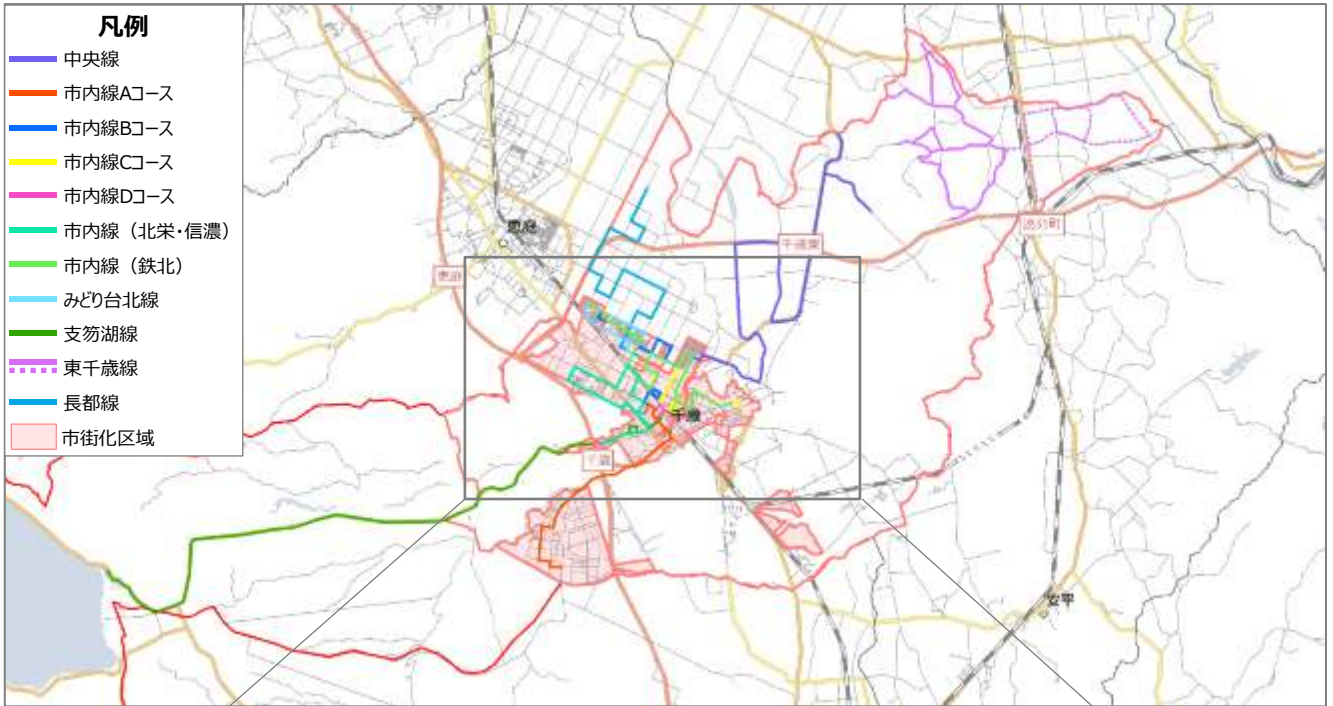 凡例
中央線
市内線Aコース
市内線Bコース
市内線Cコース
市内線Dコース
市内線（北栄・信濃）
市内線（鉄北）
みどり台北線
支笏湖線
東千歳線
長都線
市街化区域
恵庭
千歳東
追分町
恵庭
千歳
千歳
安平